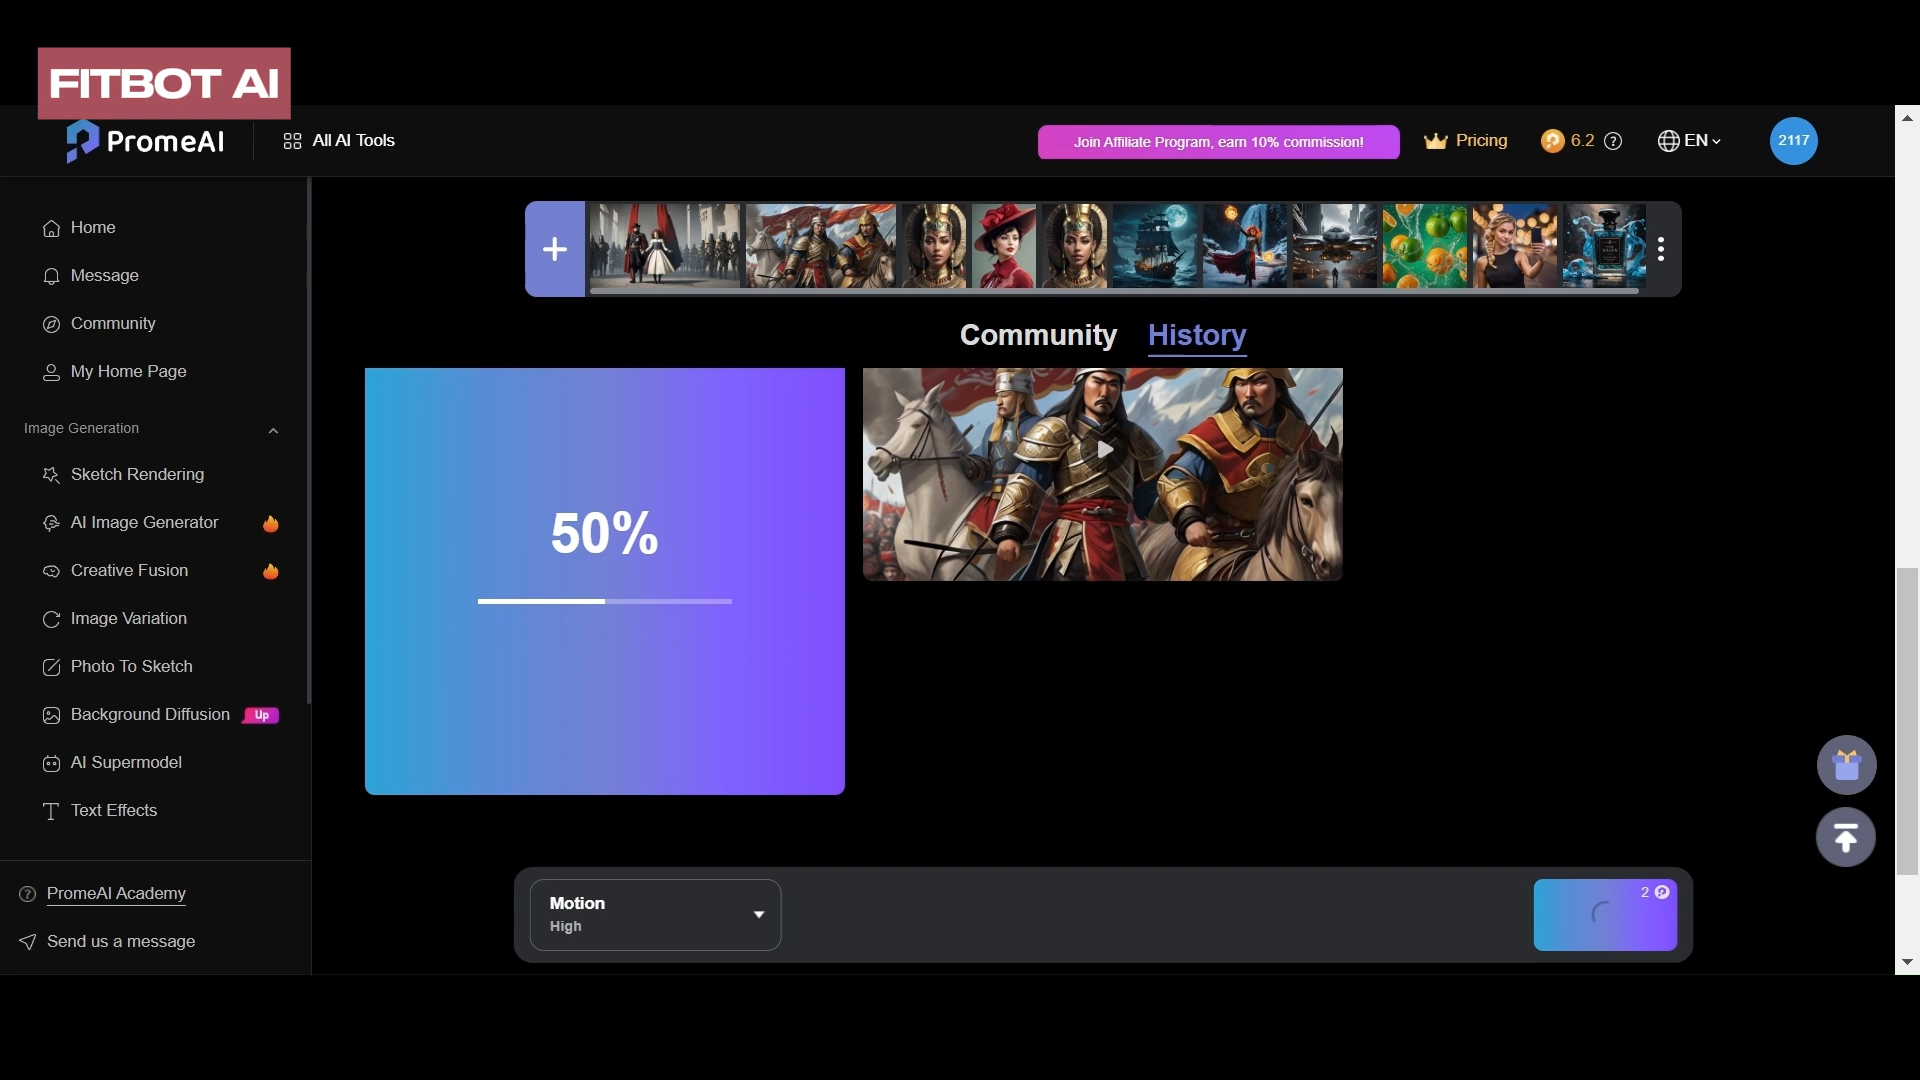 FITBOT AI
PromeAI
All AI Tools
Join Affiliate Program, earn 10% commission!
Pricing
6.2
EN
2117
Home
Message
Community
My Home Page
Image Generation
Sketch Rendering
AI Image Generator
Creative Fusion
Image Variation
Photo To Sketch
Background Diffusion
Up
AI Supermodel
Text Effects
PromeAI Academy
Send us a message
Community
History
50%
Motion
High
2